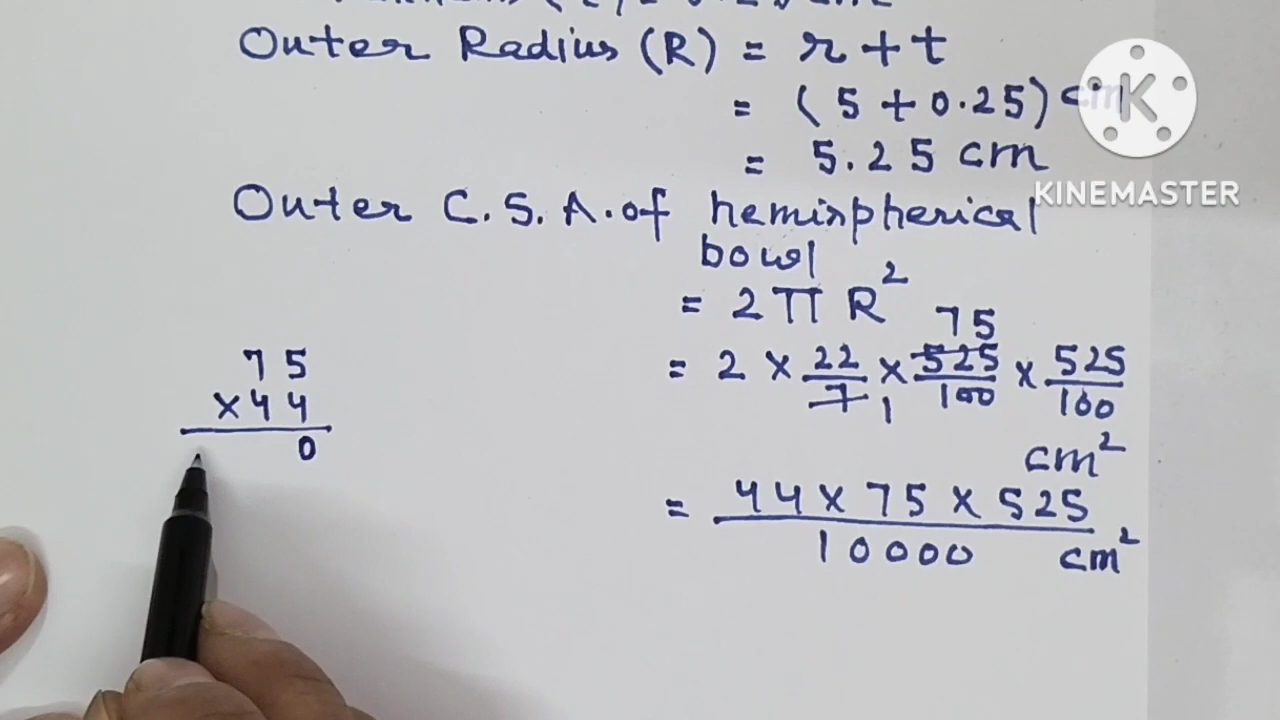 Outer Radius (R) = r + t
= (5 + 0.25) cm
= 5.25 cm
KINEMASTER
Outer C.S.A. of hemispherical
bowl
= 2 π R²
75
= 2 × 22/7 × 525/100 × 525/100
1
cm²
= 44 × 75 × 525 / 10000 cm²
75
×44
0